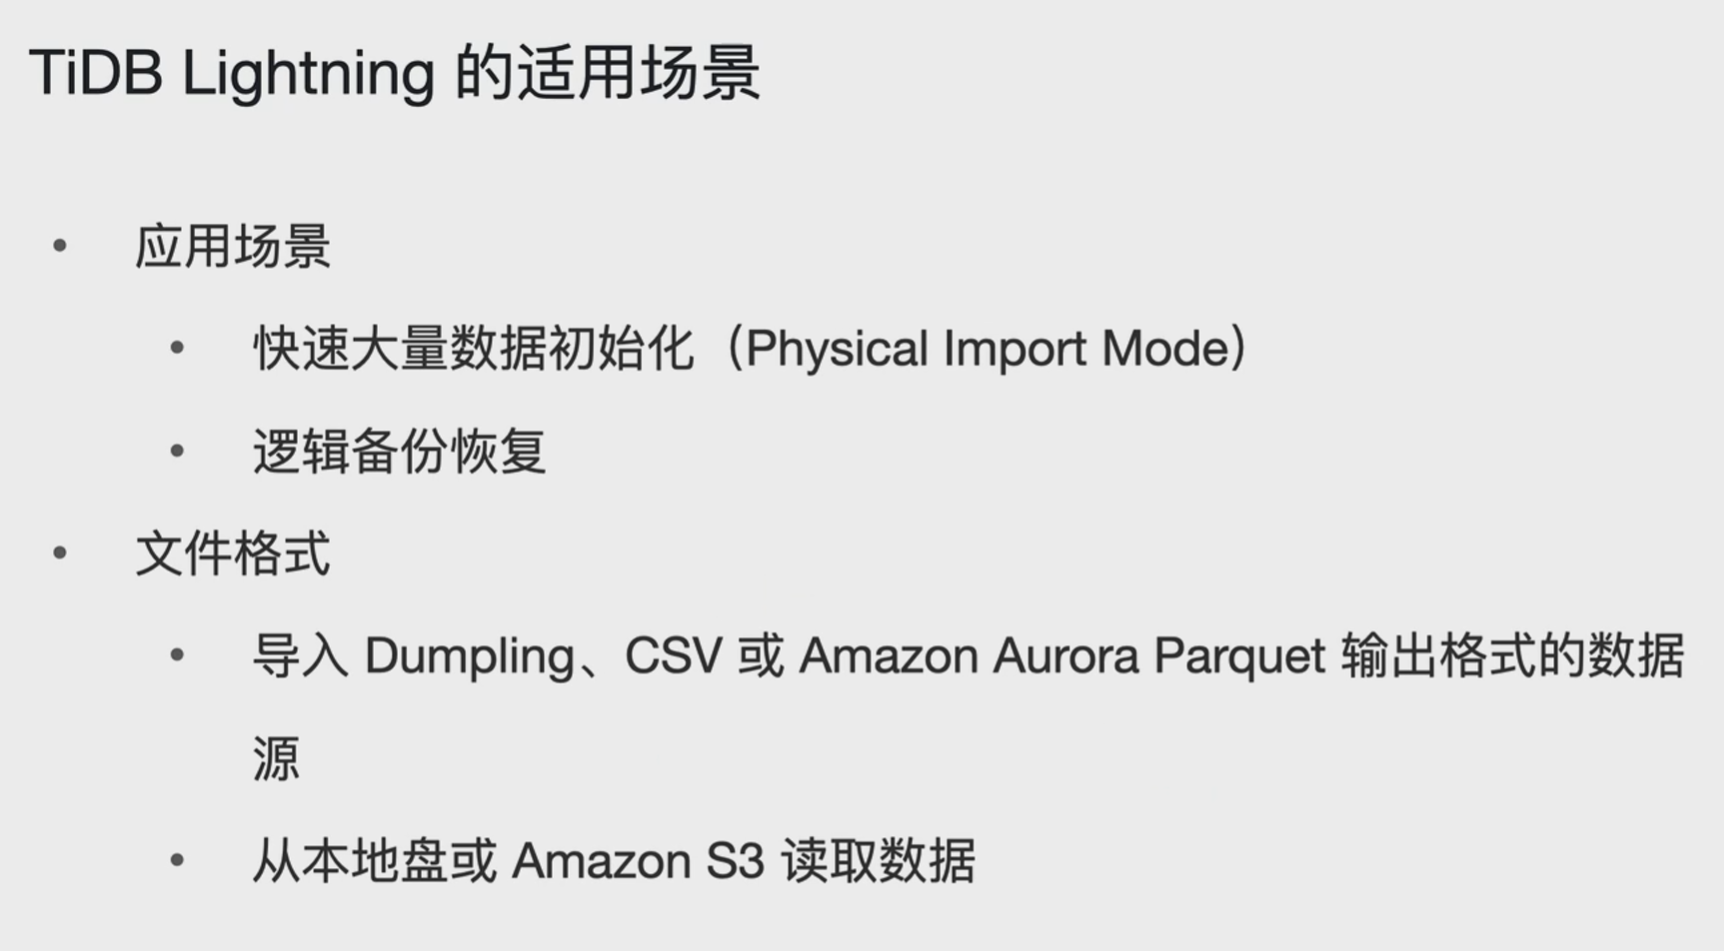 TiDB Lightning 的适用场景
• 应用场景
• 快速大量数据初始化（Physical Import Mode）
• 逻辑备份恢复
• 文件格式
• 导入 Dumpling、CSV 或 Amazon Aurora Parquet 输出格式的数据
源
• 从本地盘或 Amazon S3 读取数据